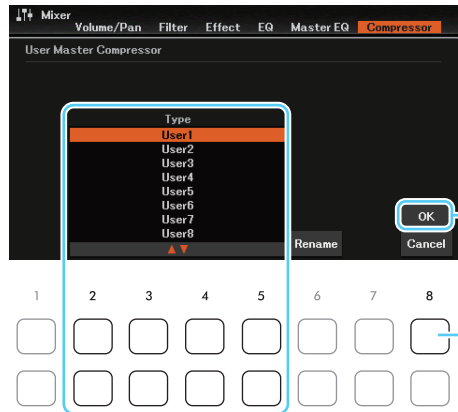 Mixer
Volume/Pan Filter Effect EQ Master EQ Compressor
User Master Compressor
Type
User1
User2
User3
User4
User5
User6
User7
User8
OK
Rename Cancel
1 2 3 4 5 6 7 8